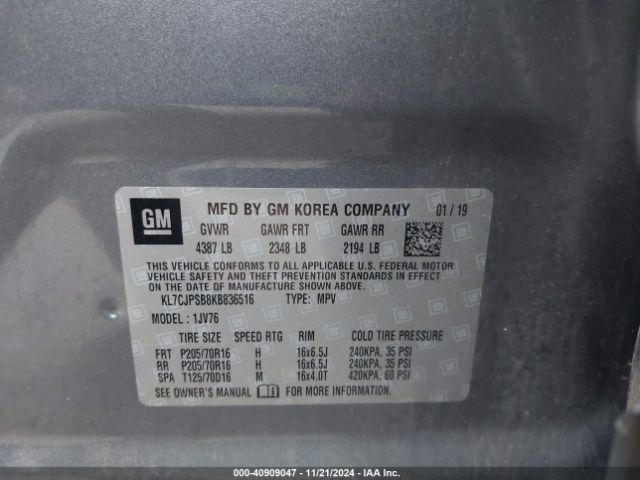 GM
MFD BY GM KOREA COMPANY 01 / 19
GVWR GAWR FRT GAWR RR
4387 LB 2348 LB 2194 LB
THIS VEHICLE CONFORMS TO ALL APPLICABLE U.S. FEDERAL MOTOR
VEHICLE SAFETY AND THEFT PREVENTION STANDARDS IN EFFECT
ON THE DATE OF MANUFACTURE SHOWN ABOVE.
KL7CJPSB8KB836516 TYPE: MPV
MODEL : 1JV76
TIRE SIZE SPEED RTG RIM COLD TIRE PRESSURE
FRT P205/70R16 H 16x6.5J 240KPA, 35 PSI
RR P205/70R16 H 16x6.5J 240KPA, 35 PSI
SPA T125/70D16 M 16x4.0T 420KPA, 60 PSI
SEE OWNER'S MANUAL FOR MORE INFORMATION.
000-40909047 - 11/21/2024 - IAA Inc.